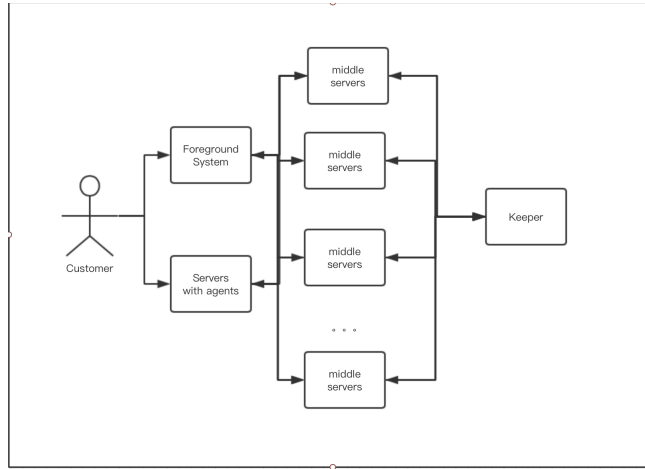 middle
servers
Foreground
System
middle
servers
Keeper
Customer
Servers
with agents
middle
servers
。。。
middle
servers